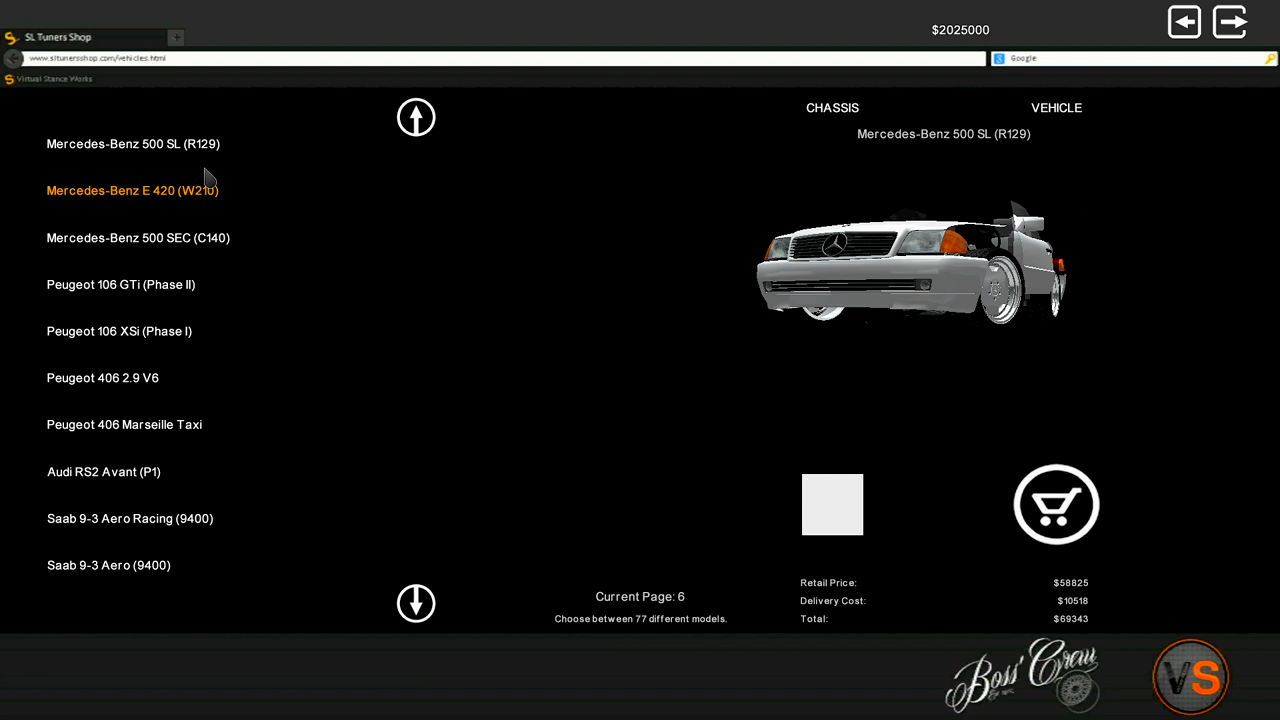 $2025000
SL Tuners Shop
www.sltunersshop.com/vehicles.html
Google
Virtual Stance Works
CHASSIS
VEHICLE
Mercedes-Benz 500 SL (R129)
Mercedes-Benz 500 SL (R129)
Mercedes-Benz E 420 (W210)
Mercedes-Benz 500 SEC (C140)
Peugeot 106 GTi (Phase II)
Peugeot 106 XSi (Phase I)
Peugeot 406 2.9 V6
Peugeot 406 Marseille Taxi
Audi RS2 Avant (P1)
Saab 9-3 Aero Racing (9400)
Saab 9-3 Aero (9400)
Current Page: 6
Choose between 77 different models.
Retail Price: $58825
Delivery Cost: $10518
Total: $69343
Boss' Crew
VS